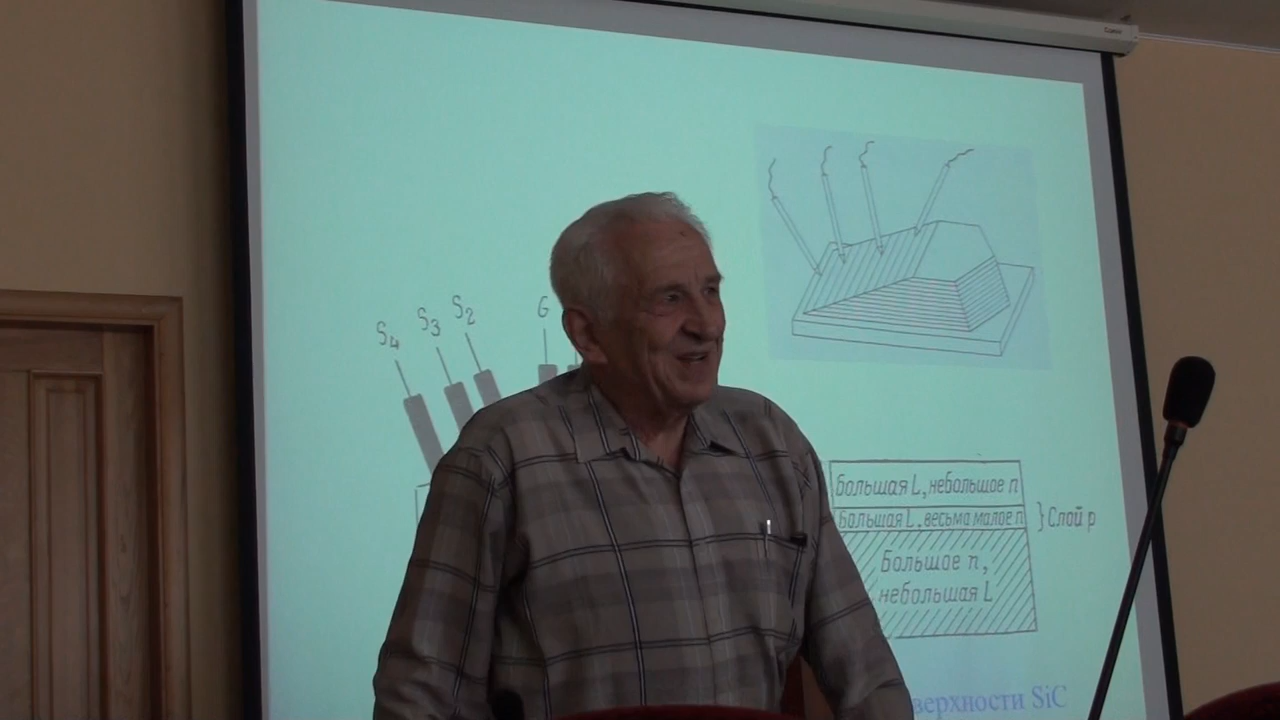 S₄ S₃ S₂ G
большая L, небольшое n
большая L, весьма малое n
} Слой р
Большое n,
небольшая L
верхности SiC